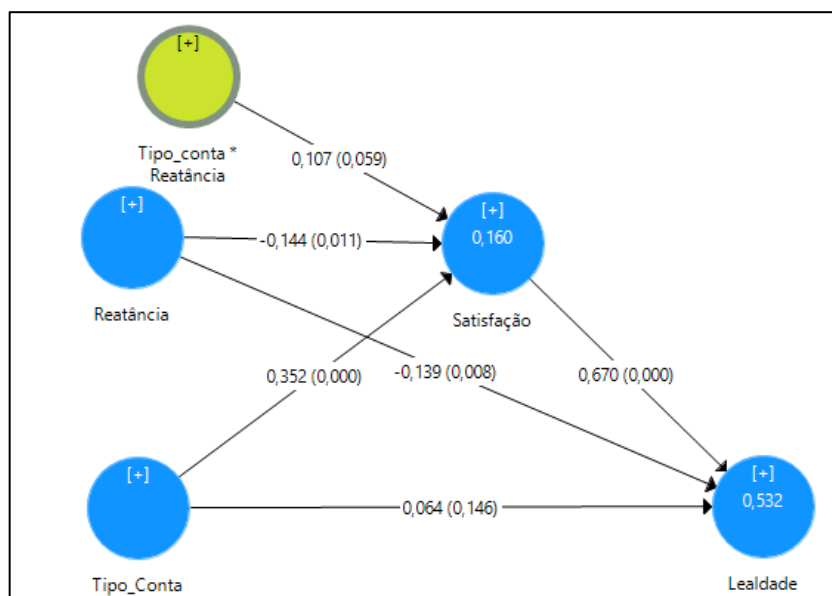 [+]
Tipo_conta *
Reatância
0,107 (0,059)
[+]
Reatância
-0,144 (0,011)
[+]
0,160
Satisfação
0,352 (0,000)
-0,139 (0,008)
0,670 (0,000)
[+]
Tipo_Conta
0,064 (0,146)
[+]
0,532
Lealdade